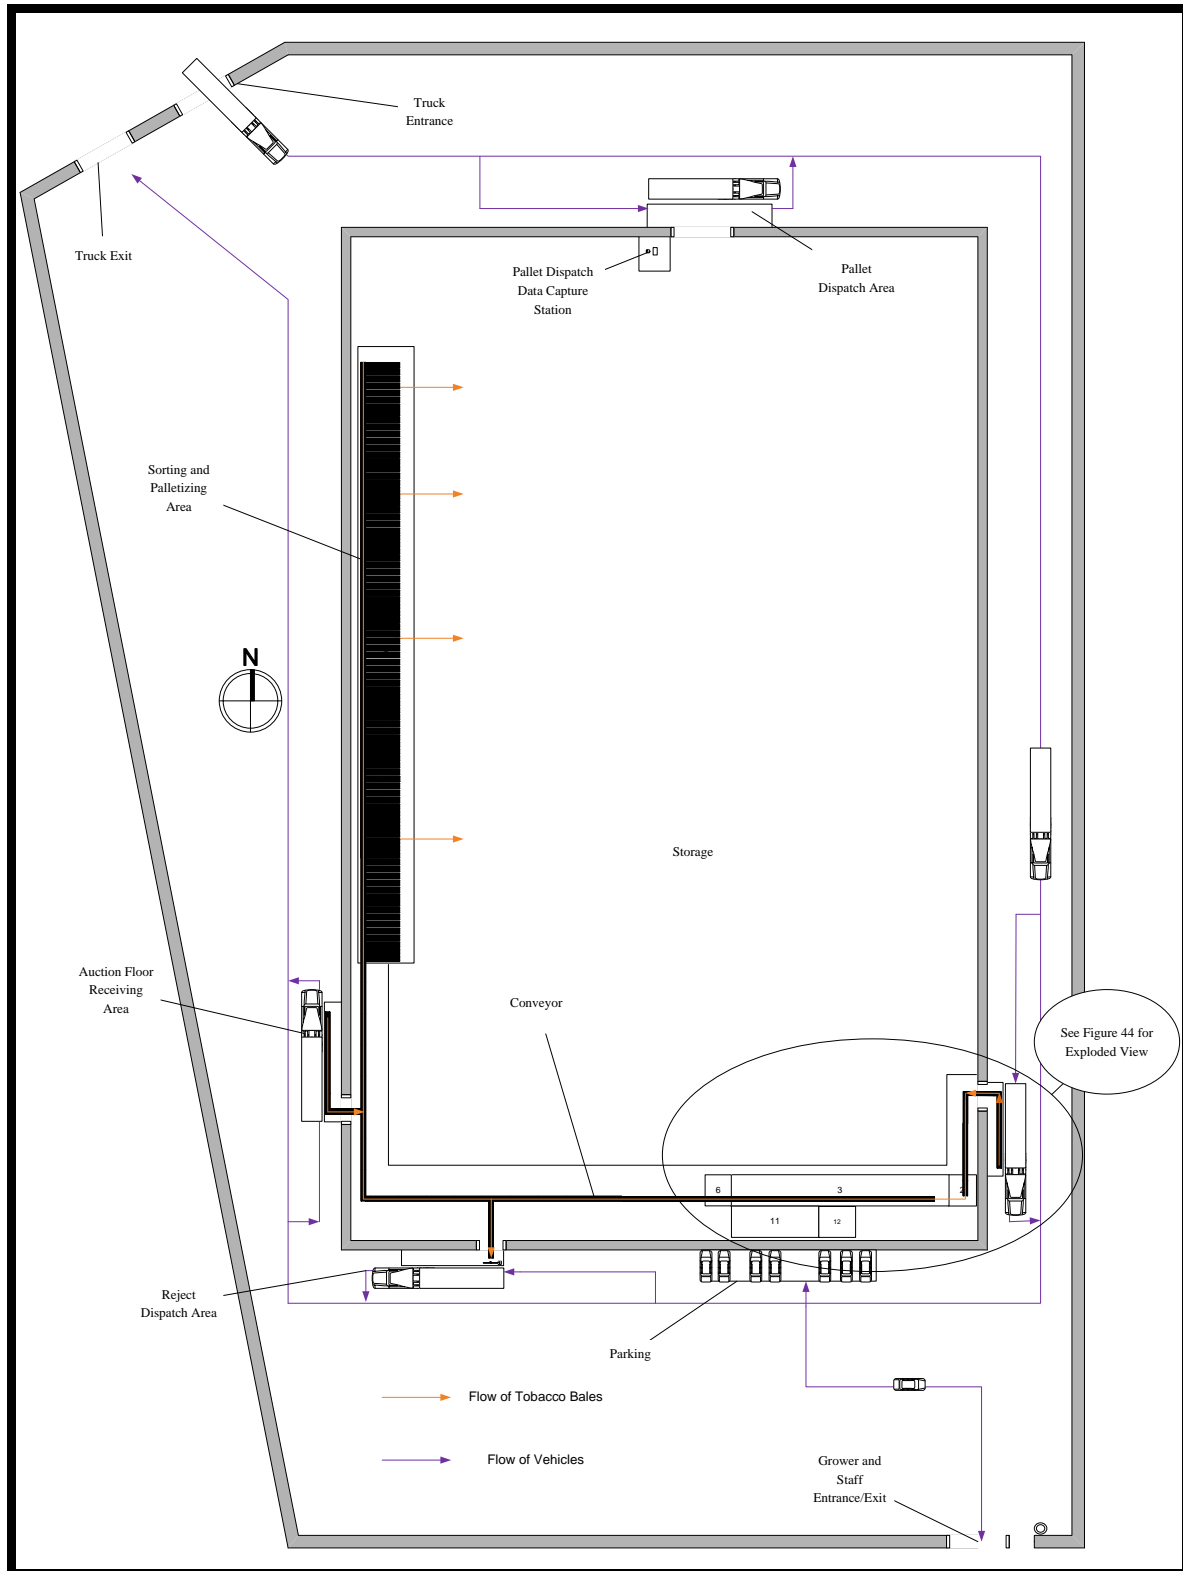 Truck
Entrance
Truck Exit
Pallet Dispatch
Data Capture
Station
Pallet
Dispatch Area
Sorting and
Palletizing
Area
N
Storage
Auction Floor
Receiving
Area
Conveyor
See Figure 44 for
Exploded View
6
3
2
11
12
Reject
Dispatch Area
Parking
Flow of Tobacco Bales
Flow of Vehicles
Grower and
Staff
Entrance/Exit